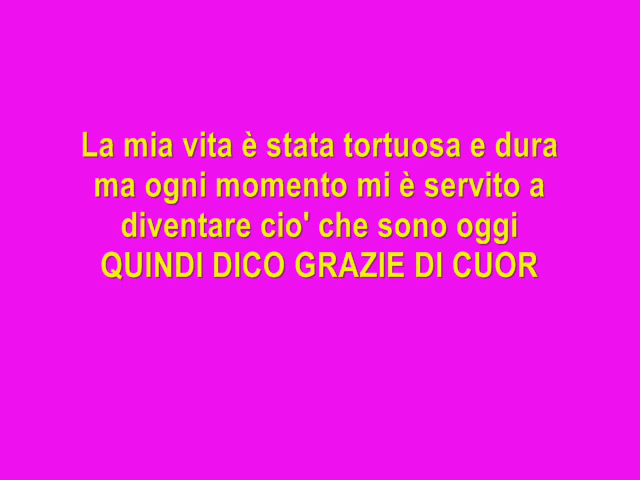 La mia vita è stata tortuosa e dura
ma ogni momento mi è servito a
diventare cio' che sono oggi
QUINDI DICO GRAZIE DI CUOR